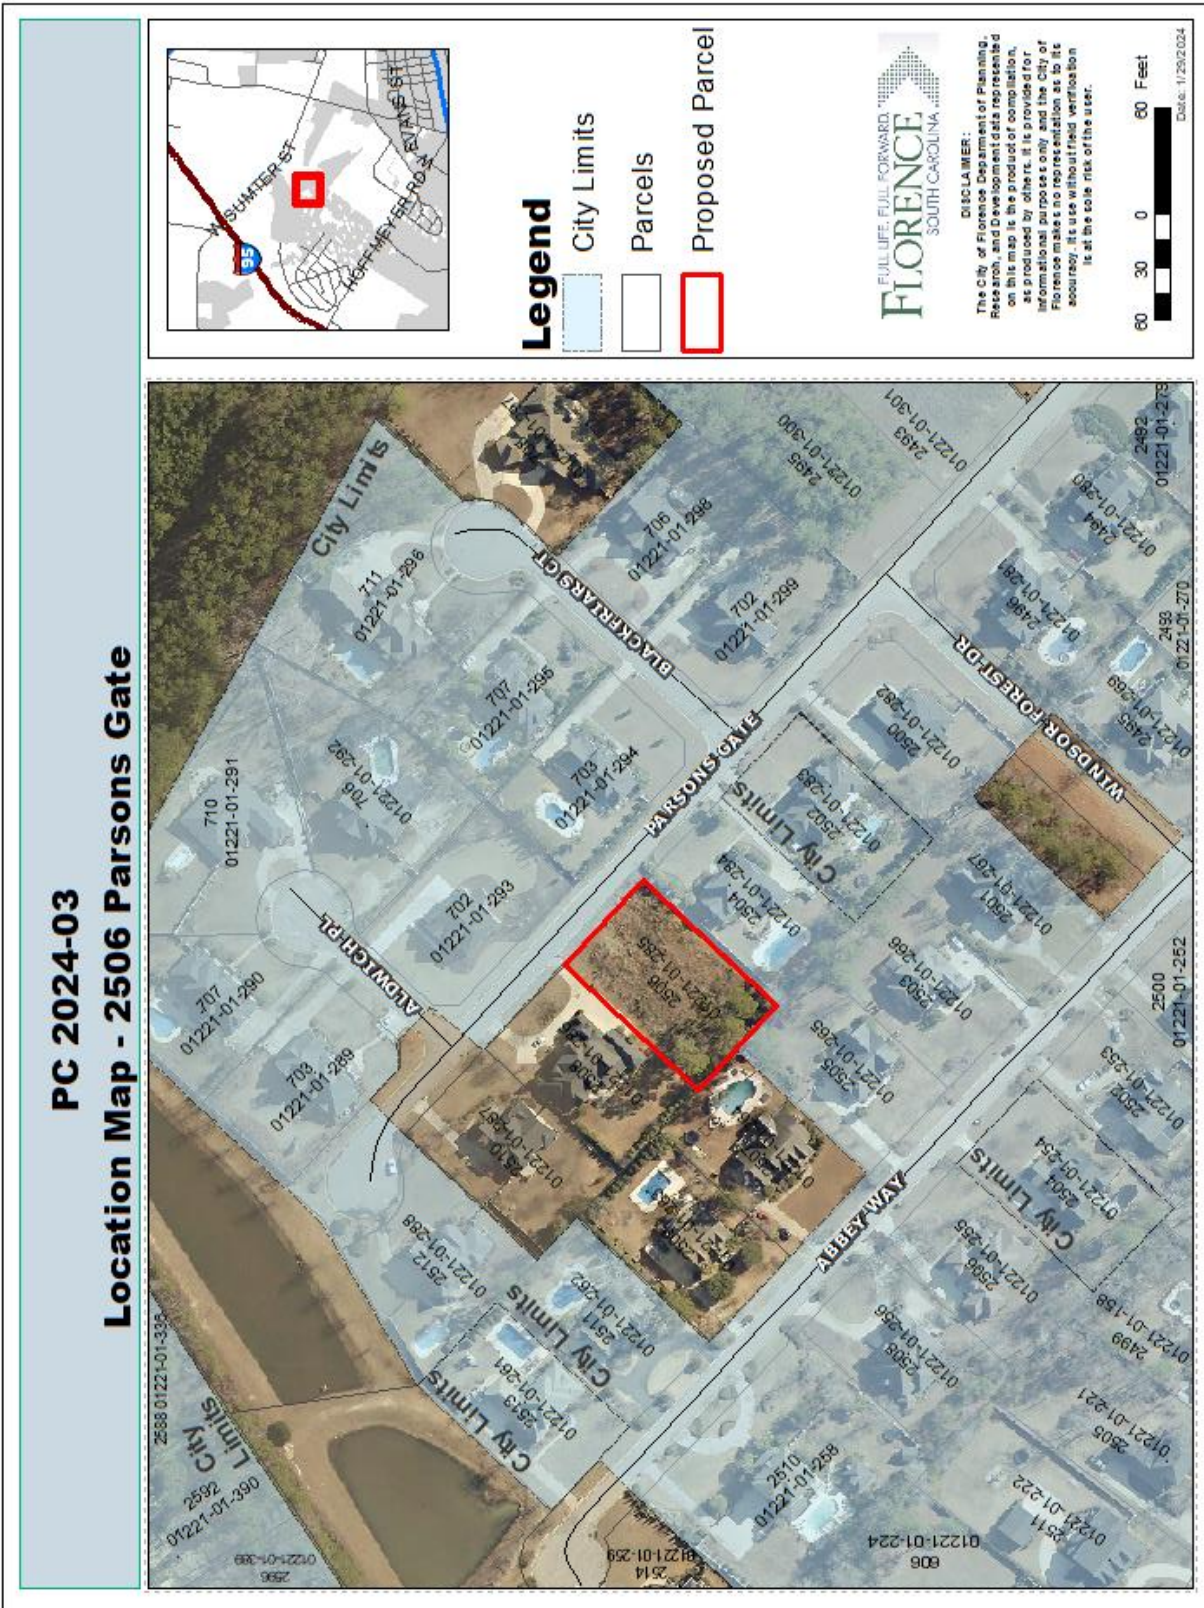 PC 2024-03
Location Map - 2506 Parsons Gate
95
W SUMTER ST
HOFFMEYER RD
W EVANS ST
Legend
City Limits
Parcels
Proposed Parcel
FULL LIFE. FULL FORWARD.
FLORENCE
SOUTH CAROLINA
DISCLAIMER:
The City of Florence Department of Planning,
Research, and Development data represented
on this map is the product of compilation,
as produced by others. It is provided for
informational purposes only and the City of
Florence makes no representation as to its
accuracy. Its use without field verification
is at the sole risk of the user.
60 30 0 60 Feet
Date: 1/29/2024
2588 01221-01-336
2592
01221-01-390
City
Limits
2596
01221-01-389
707
01221-01-290
710
01221-01-291
703
01221-01-289
706
01221-01-292
ALDWICH PL
702
01221-01-293
711
01221-01-296
City Limits
707
01221-01-295
703
01221-01-294
BLACKFRIARS CT
706
01221-01-298
702
01221-01-299
2495
01221-01-300
2493
01221-01-301
PARSONS GATE
2512
01221-01-288
2510
01221-01-287
2506
01221-01-285
2504
01221-01-284
City Limits
2502
01221-01-283
2500
01221-01-282
WINDSOR FOREST DR
2496
01221-01-281
2494
01221-01-280
2492
01221-01-279
2493
01221-01-270
2495
01221-01-269
City Limits
2513
01221-01-261
City Limits
2511
01221-01-262
2505
01221-01-265
2503
01221-01-266
2501
01221-01-267
ABBEY WAY
2514
01221-01-259
2510
01221-01-258
2508
01221-01-256
2506
01221-01-255
City Limits
2504
01221-01-254
2502
01221-01-253
2500
01221-01-252
606
01221-01-224
2511
01221-01-222
2505
01221-01-221
2499
01221-01-158